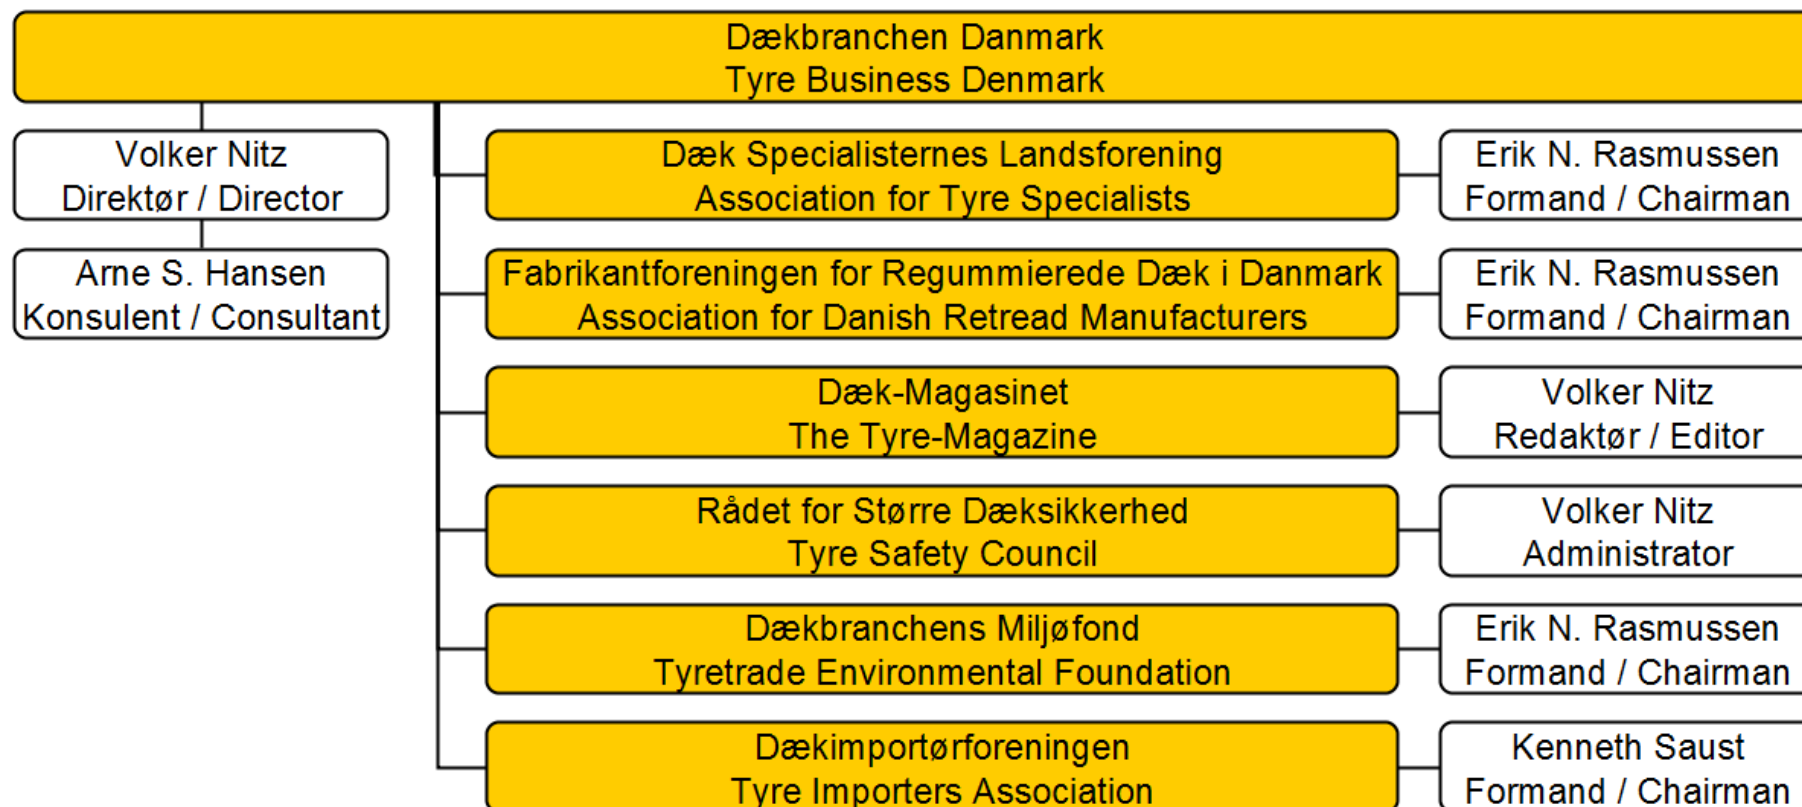 Dækbranchen Danmark
Tyre Business Denmark
Volker Nitz
Direktør / Director
Arne S. Hansen
Konsulent / Consultant
Dæk Specialisternes Landsforening
Association for Tyre Specialists
Erik N. Rasmussen
Formand / Chairman
Fabrikantforeningen for Regummierede Dæk i Danmark
Association for Danish Retread Manufacturers
Erik N. Rasmussen
Formand / Chairman
Dæk-Magasinet
The Tyre-Magazine
Volker Nitz
Redaktør / Editor
Rådet for Større Dæksikkerhed
Tyre Safety Council
Volker Nitz
Administrator
Dækbranchens Miljøfond
Tyretrade Environmental Foundation
Erik N. Rasmussen
Formand / Chairman
Dækimportørforeningen
Tyre Importers Association
Kenneth Saust
Formand / Chairman